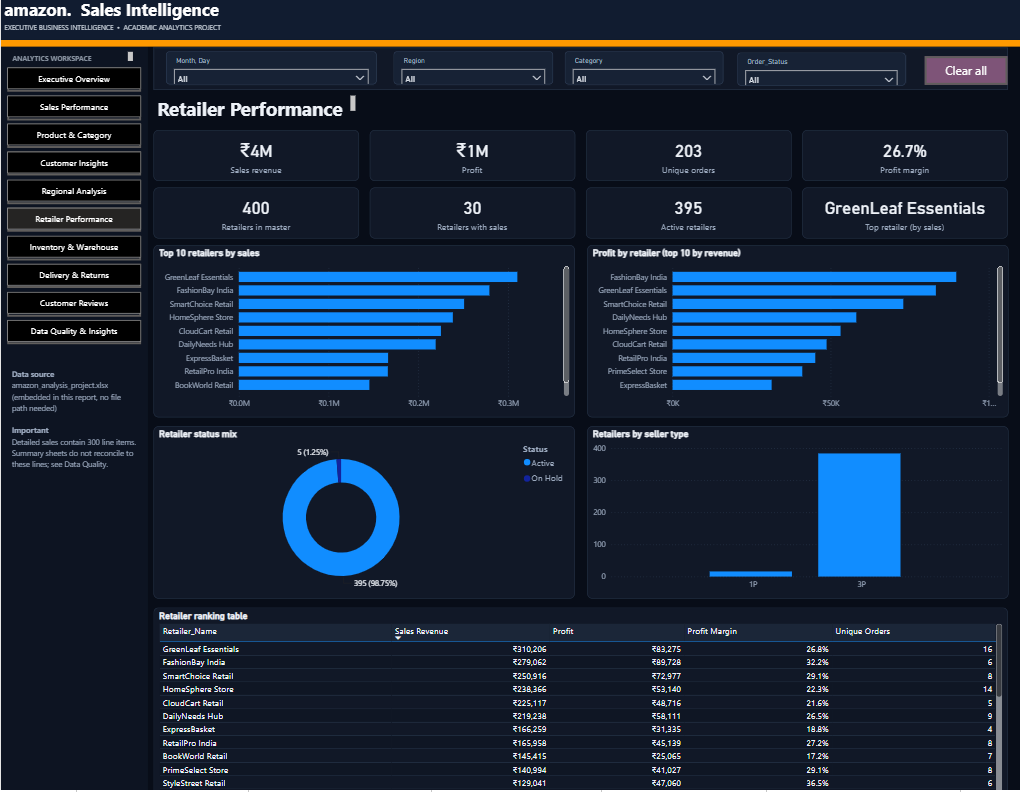 amazon. Sales Intelligence
EXECUTIVE BUSINESS INTELLIGENCE • ACADEMIC ANALYTICS PROJECT
ANALYTICS WORKSPACE
Executive Overview
Sales Performance
Product & Category
Customer Insights
Regional Analysis
Retailer Performance
Inventory & Warehouse
Delivery & Returns
Customer Reviews
Data Quality & Insights
Data source
amazon_analysis_project.xlsx
(embedded in this report, no file
path needed)
Important
Detailed sales contain 300 line items.
Summary sheets do not reconcile to
these lines; see Data Quality.
Month, Day
All
Region
All
Category
All
Order_Status
All
Clear all
Retailer Performance
₹4M
Sales revenue
₹1M
Profit
203
Unique orders
26.7%
Profit margin
400
Retailers in master
30
Retailers with sales
395
Active retailers
GreenLeaf Essentials
Top retailer (by sales)
Top 10 retailers by sales
GreenLeaf Essentials
FashionBay India
SmartChoice Retail
HomeSphere Store
CloudCart Retail
DailyNeeds Hub
ExpressBasket
RetailPro India
BookWorld Retail
₹0.0M ₹0.1M ₹0.2M ₹0.3M
Profit by retailer (top 10 by revenue)
FashionBay India
GreenLeaf Essentials
SmartChoice Retail
DailyNeeds Hub
HomeSphere Store
CloudCart Retail
RetailPro India
PrimeSelect Store
ExpressBasket
₹0K ₹50K ₹1...
Retailer status mix
5 (1.25%)
395 (98.75%)
Status
Active
On Hold
Retailers by seller type
400
300
200
100
0
1P 3P
Retailer ranking table
Retailer_Name Sales Revenue Profit Profit Margin Unique Orders
GreenLeaf Essentials ₹310,206 ₹83,275 26.8% 16
FashionBay India ₹279,062 ₹89,728 32.2% 6
SmartChoice Retail ₹250,916 ₹72,977 29.1% 8
HomeSphere Store ₹238,366 ₹53,140 22.3% 14
CloudCart Retail ₹225,117 ₹48,716 21.6% 5
DailyNeeds Hub ₹219,238 ₹58,111 26.5% 9
ExpressBasket ₹166,259 ₹31,335 18.8% 4
RetailPro India ₹165,958 ₹45,139 27.2% 8
BookWorld Retail ₹145,415 ₹25,065 17.2% 7
PrimeSelect Store ₹140,994 ₹41,027 29.1% 8
StyleStreet Retail ₹129,041 ₹47,060 36.5% 6